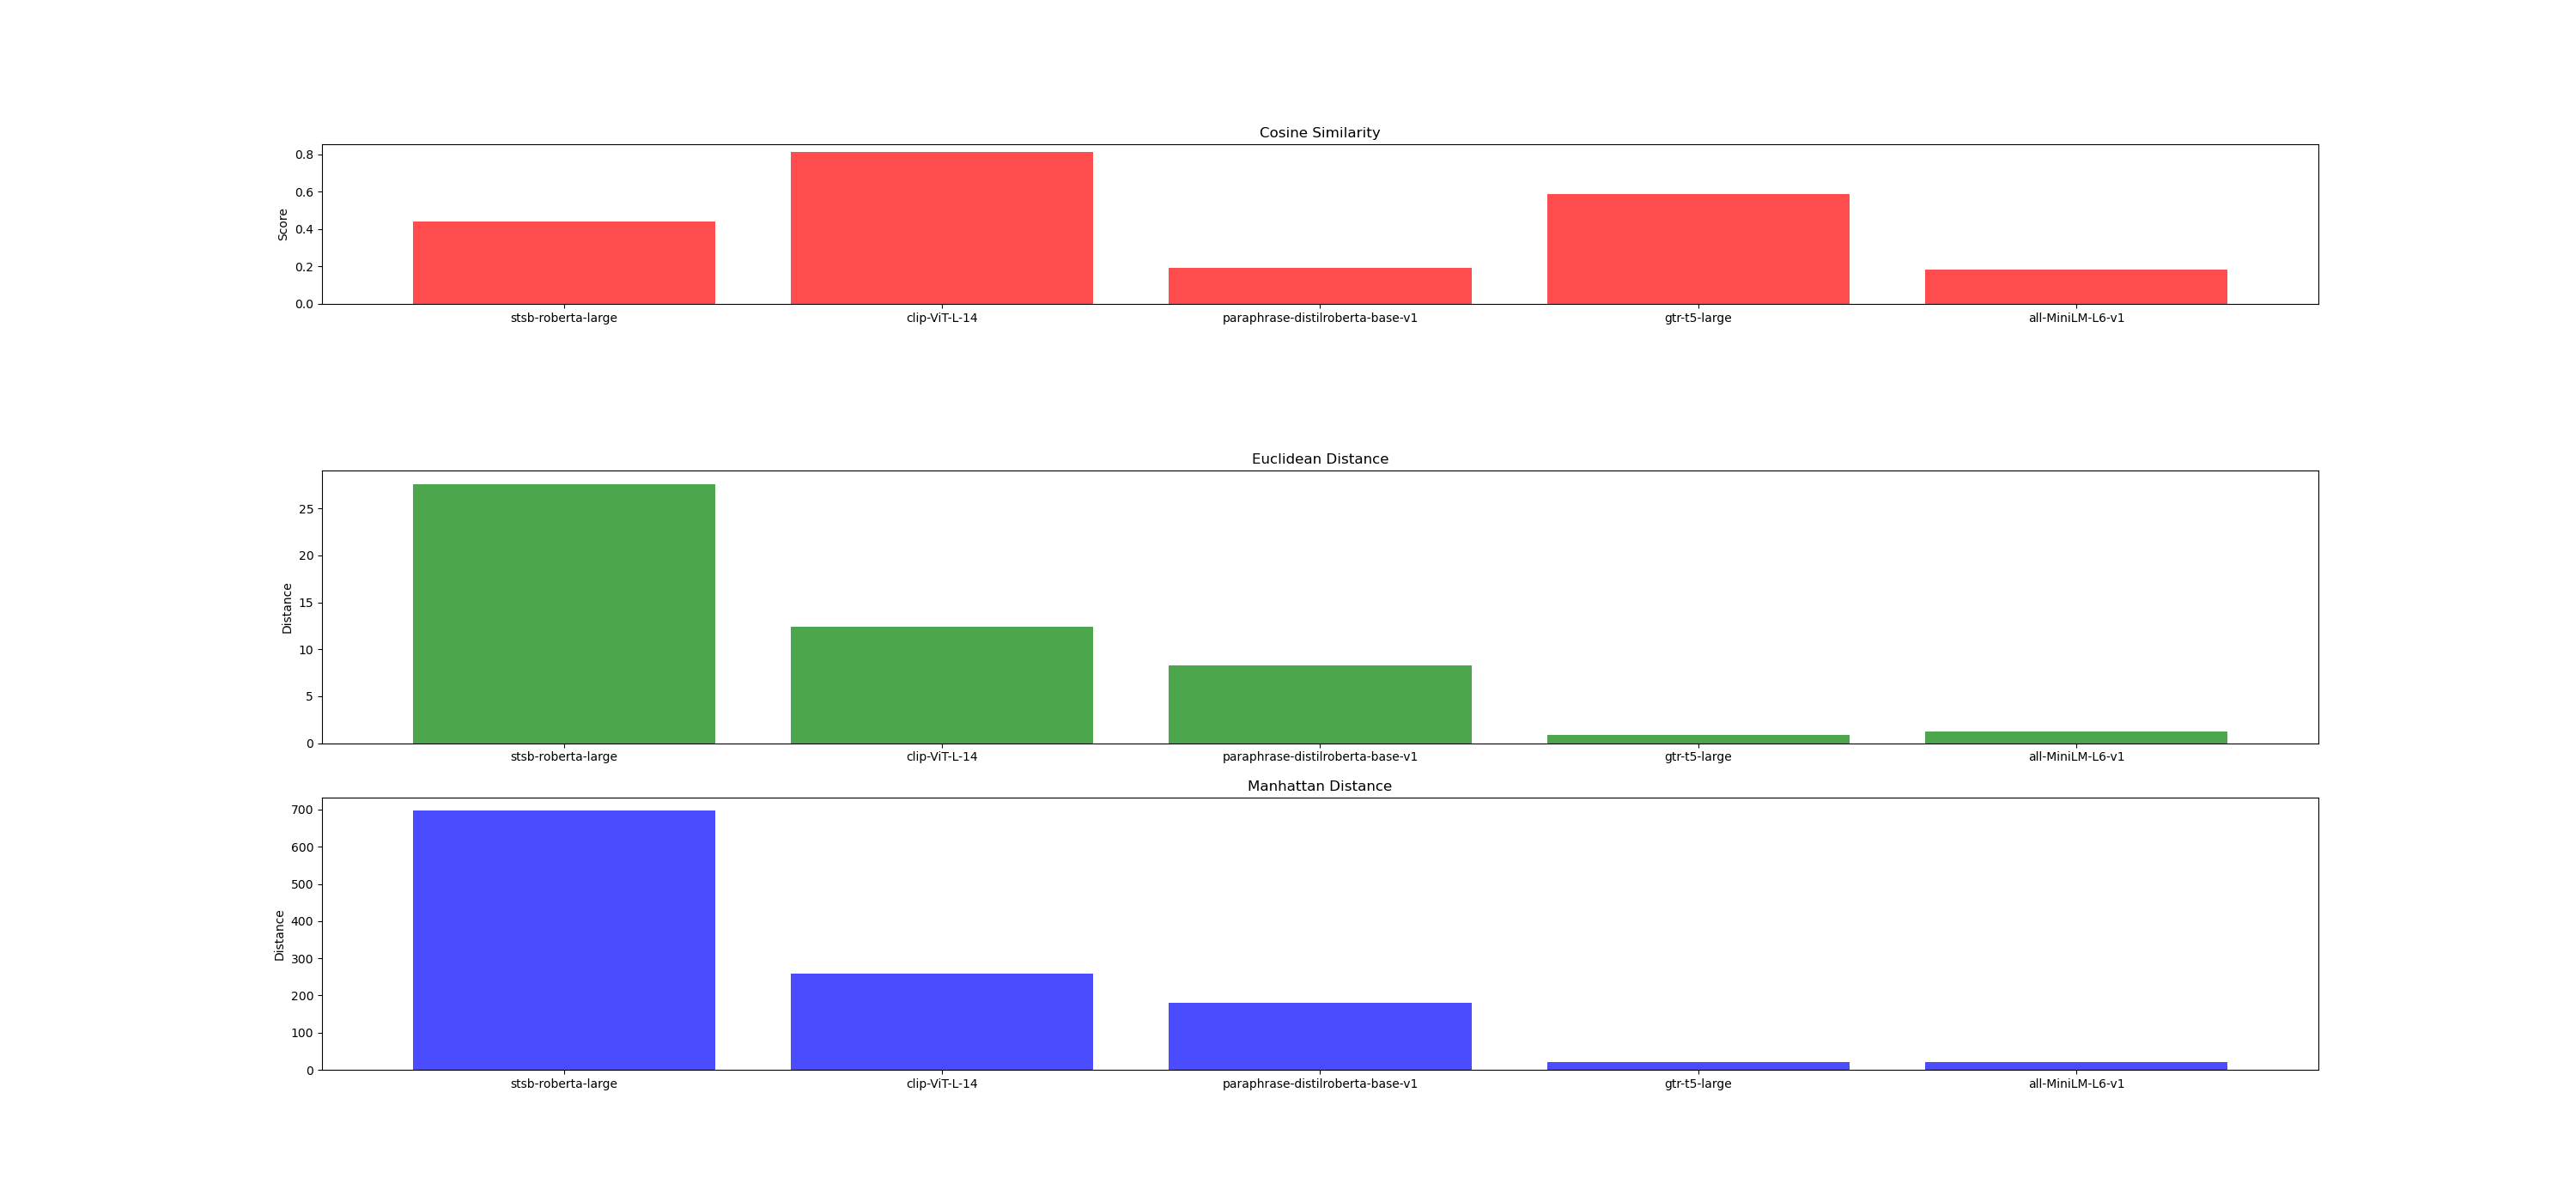 Cosine Similarity
0.8
0.6
0.4
0.2
0.0
Score
stsb-roberta-large clip-ViT-L-14 paraphrase-distilroberta-base-v1 gtr-t5-large all-MiniLM-L6-v1
Euclidean Distance
25
20
15
10
5
0
Distance
stsb-roberta-large clip-ViT-L-14 paraphrase-distilroberta-base-v1 gtr-t5-large all-MiniLM-L6-v1
Manhattan Distance
700
600
500
400
300
200
100
0
Distance
stsb-roberta-large clip-ViT-L-14 paraphrase-distilroberta-base-v1 gtr-t5-large all-MiniLM-L6-v1